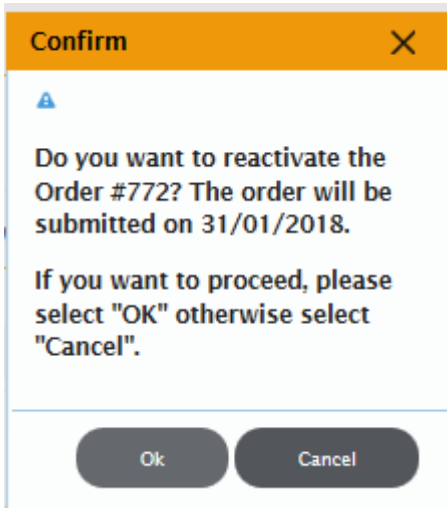 Confirm
Do you want to reactivate the
Order #772? The order will be
submitted on 31/01/2018.
If you want to proceed, please
select "OK" otherwise select
"Cancel".
Ok
Cancel